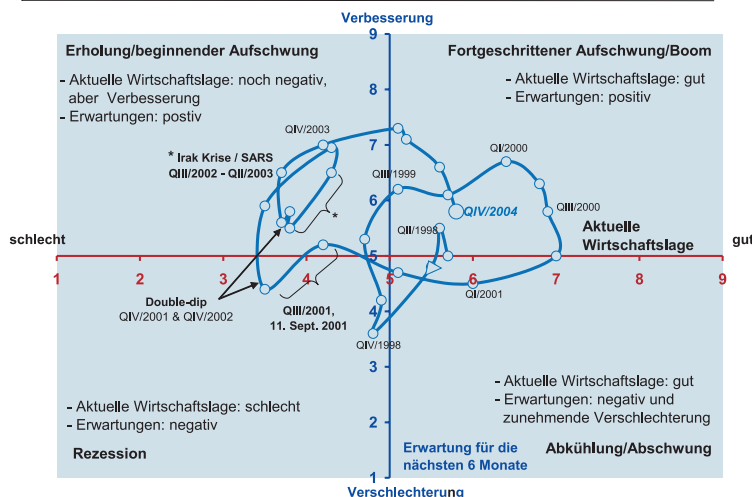 Verbesserung
Erholung/beginnender Aufschwung
- Aktuelle Wirtschaftslage: noch negativ,
aber Verbesserung
- Erwartungen: postiv
Fortgeschrittener Aufschwung/Boom
- Aktuelle Wirtschaftslage: gut
- Erwartungen: positiv
9
8
7
6
5
4
3
2
1
QIV/2003
* Irak Krise / SARS
QIII/2002 - QII/2003
*
QIII/1999
QI/2000
QIII/2000
QIV/2004
QII/1998
Aktuelle
Wirtschaftslage
schlecht
gut
1 2 3 4 5 6 7 8 9
Double-dip
QIV/2001 & QIV/2002
QIII/2001,
11. Sept. 2001
QI/2001
QIV/1998
- Aktuelle Wirtschaftslage: schlecht
- Erwartungen: negativ
Rezession
- Aktuelle Wirtschaftslage: gut
- Erwartungen: negativ und
zunehmende Verschlechterung
Abkühlung/Abschwung
Erwartung für die
nächsten 6 Monate
Verschlechterung